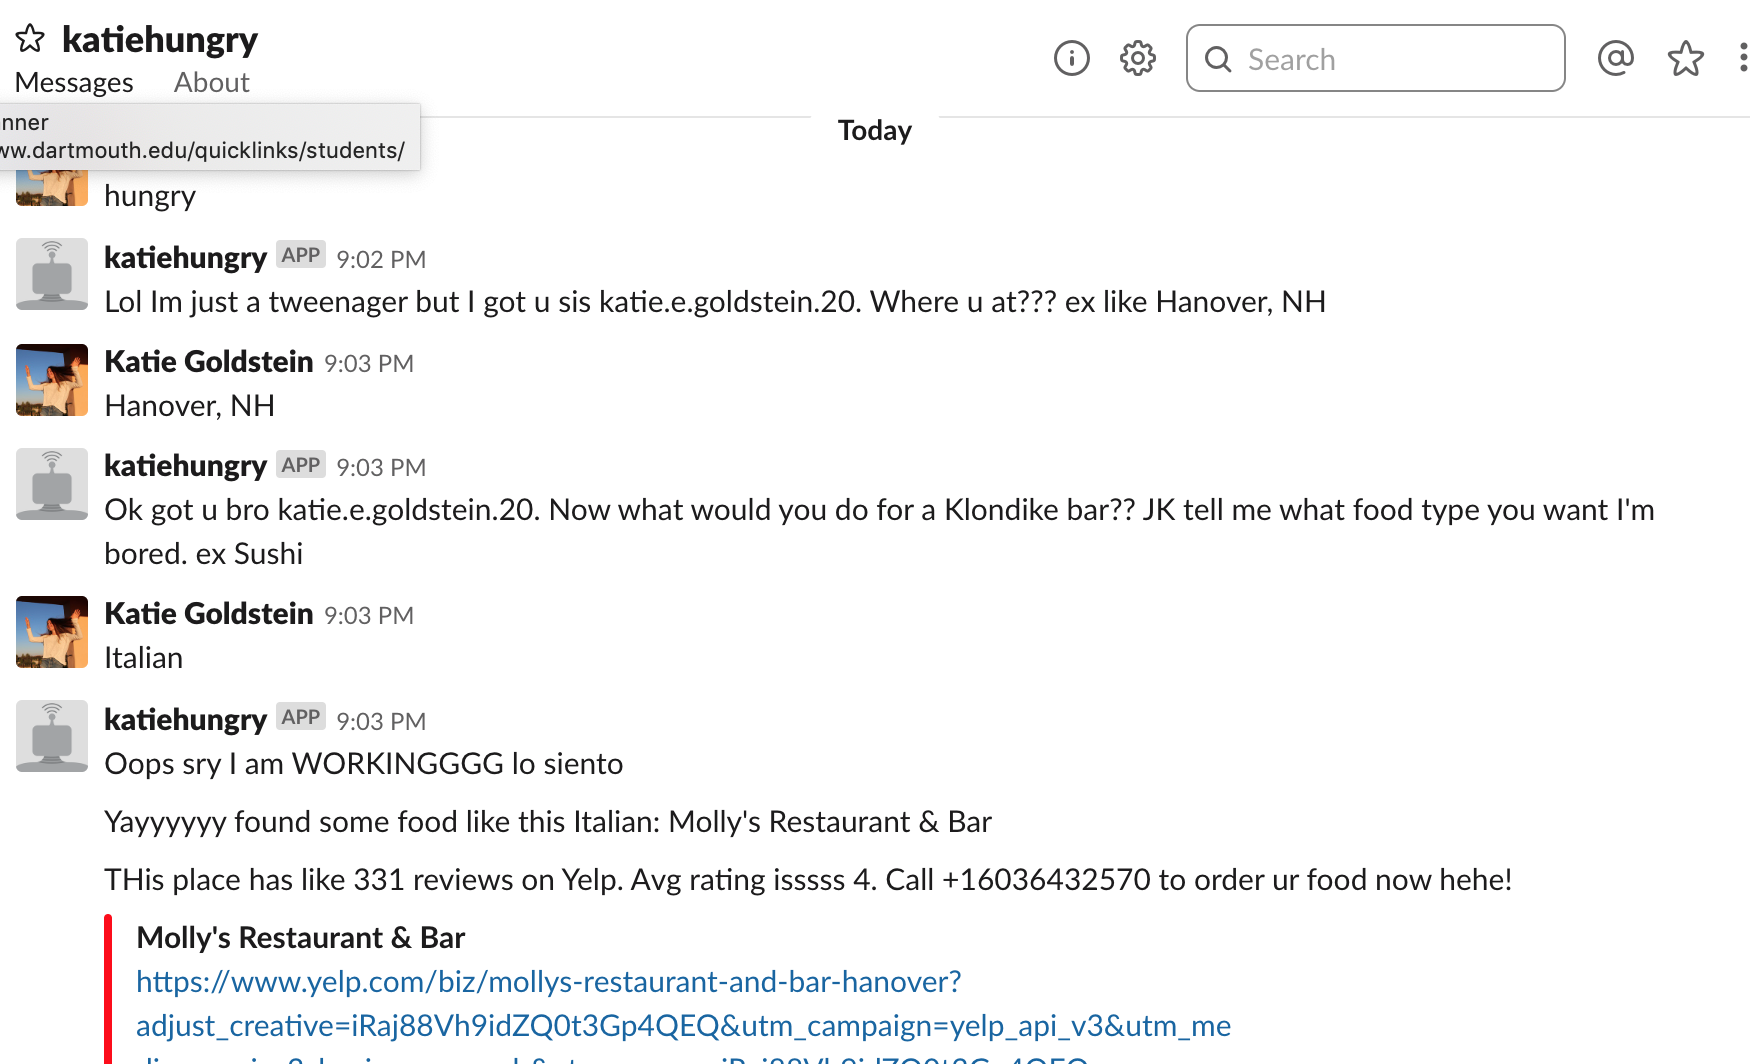 katiehungry
Search
Messages About
nner
ww.dartmouth.edu/quicklinks/students/
Today
hungry
katiehungry APP 9:02 PM
Lol Im just a tweenager but I got u sis katie.e.goldstein.20. Where u at??? ex like Hanover, NH
Katie Goldstein 9:03 PM
Hanover, NH
katiehungry APP 9:03 PM
Ok got u bro katie.e.goldstein.20. Now what would you do for a Klondike bar?? JK tell me what food type you want I'm
bored. ex Sushi
Katie Goldstein 9:03 PM
Italian
katiehungry APP 9:03 PM
Oops sry I am WORKINGGGG lo siento
Yayyyyyy found some food like this Italian: Molly's Restaurant & Bar
THis place has like 331 reviews on Yelp. Avg rating isssss 4. Call +16036432570 to order ur food now hehe!
Molly's Restaurant & Bar
https://www.yelp.com/biz/mollys-restaurant-and-bar-hanover?
adjust_creative=iRaj88Vh9idZQ0t3Gp4QEQ&utm_campaign=yelp_api_v3&utm_me